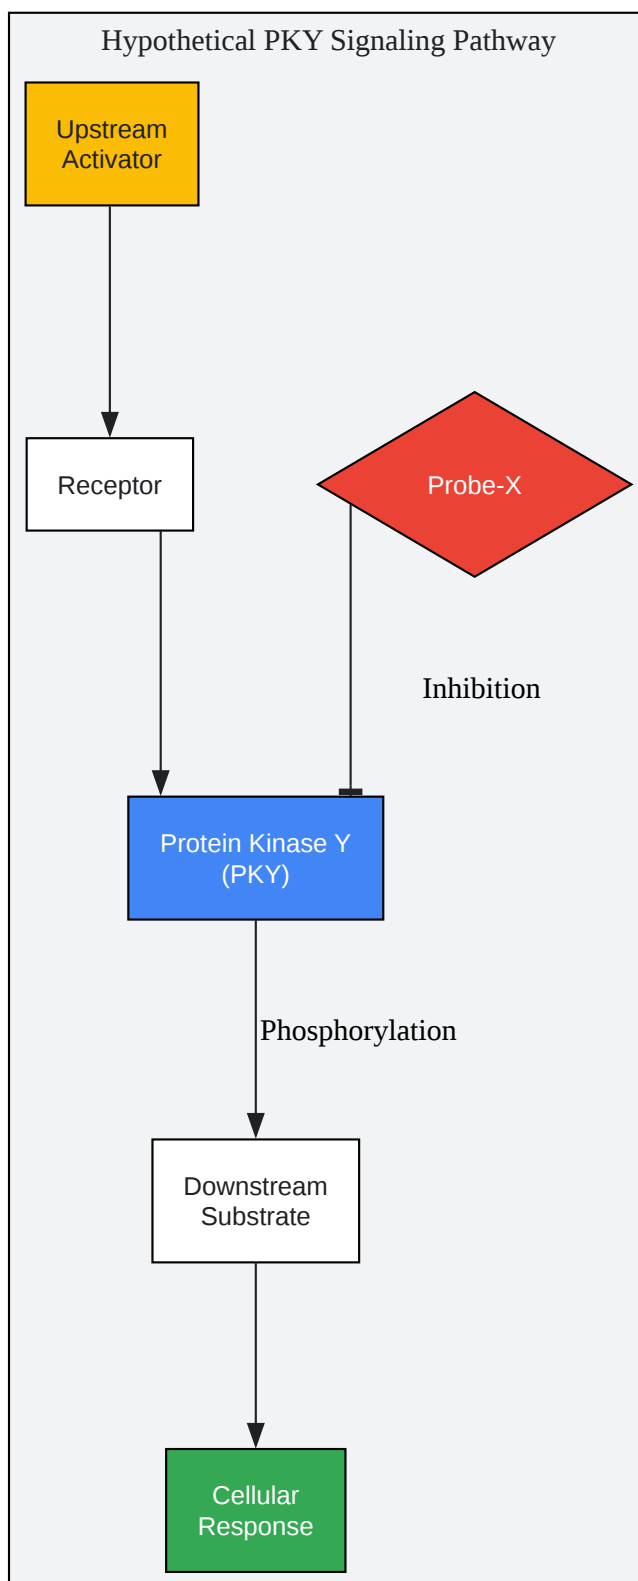 Hypothetical PKY Signaling Pathway
Upstream
Activator
Receptor
Probe-X
Inhibition
Protein Kinase Y
(PKY)
Phosphorylation
Downstream
Substrate
Cellular
Response